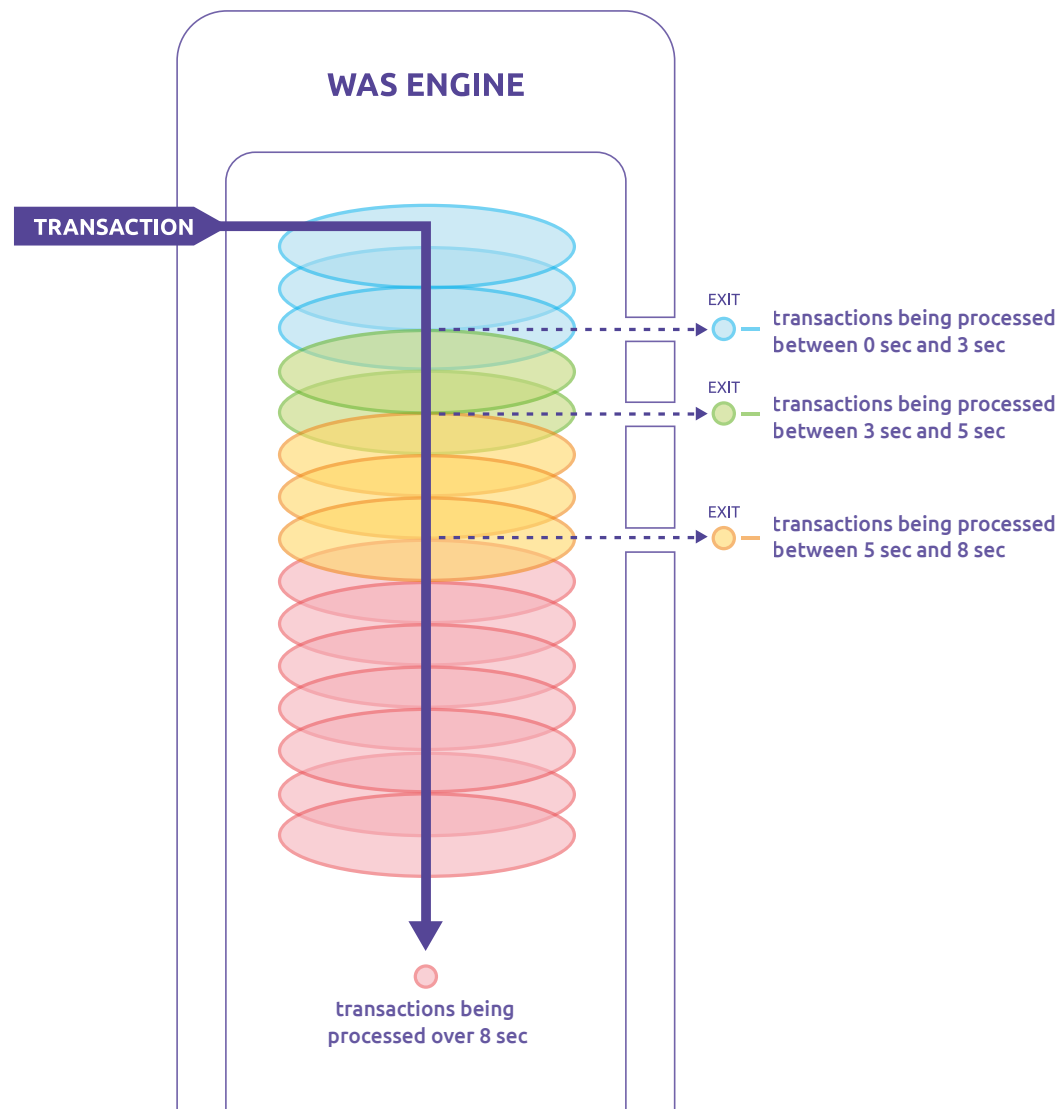 WAS ENGINE
TRANSACTION
EXIT
transactions being processed
between 0 sec and 3 sec
EXIT
transactions being processed
between 3 sec and 5 sec
EXIT
transactions being processed
between 5 sec and 8 sec
transactions being
processed over 8 sec